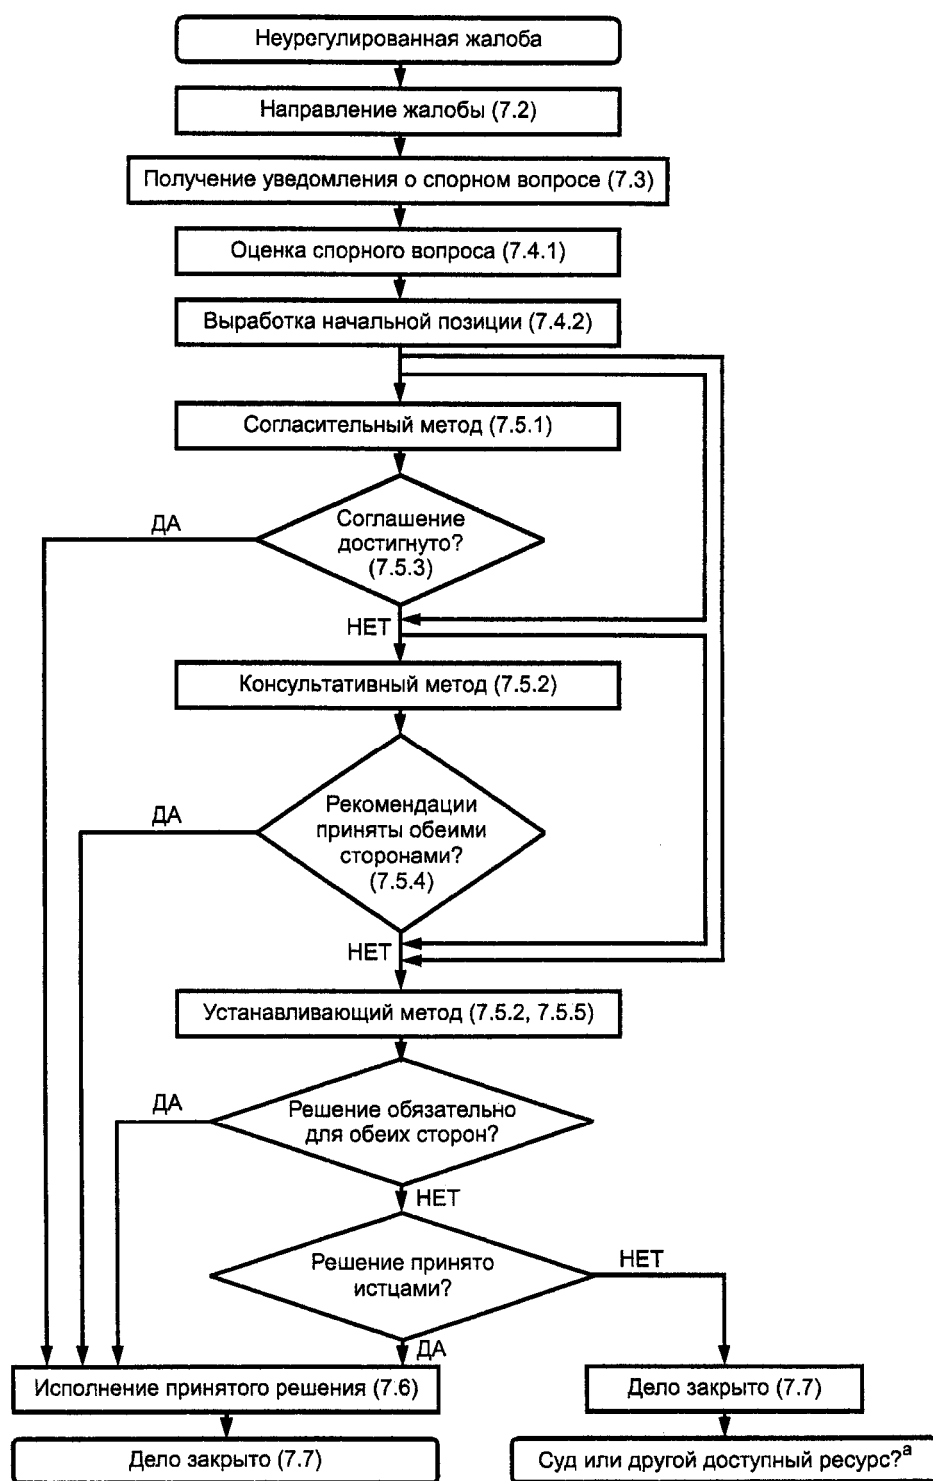 Неурегулированная жалоба
Направление жалобы (7.2)
Получение уведомления о спорном вопросе (7.3)
Оценка спорного вопроса (7.4.1)
Выработка начальной позиции (7.4.2)
Согласительный метод (7.5.1)
ДА
Соглашение
достигнуто?
(7.5.3)
НЕТ
Консультативный метод (7.5.2)
ДА
Рекомендации
приняты обеими
сторонами?
(7.5.4)
НЕТ
Устанавливающий метод (7.5.2, 7.5.5)
ДА
Решение обязательно
для обеих сторон?
НЕТ
Решение принято
истцами?
НЕТ
ДА
Исполнение принятого решения (7.6)
Дело закрыто (7.7)
Дело закрыто (7.7)
Суд или другой доступный ресурс?ª